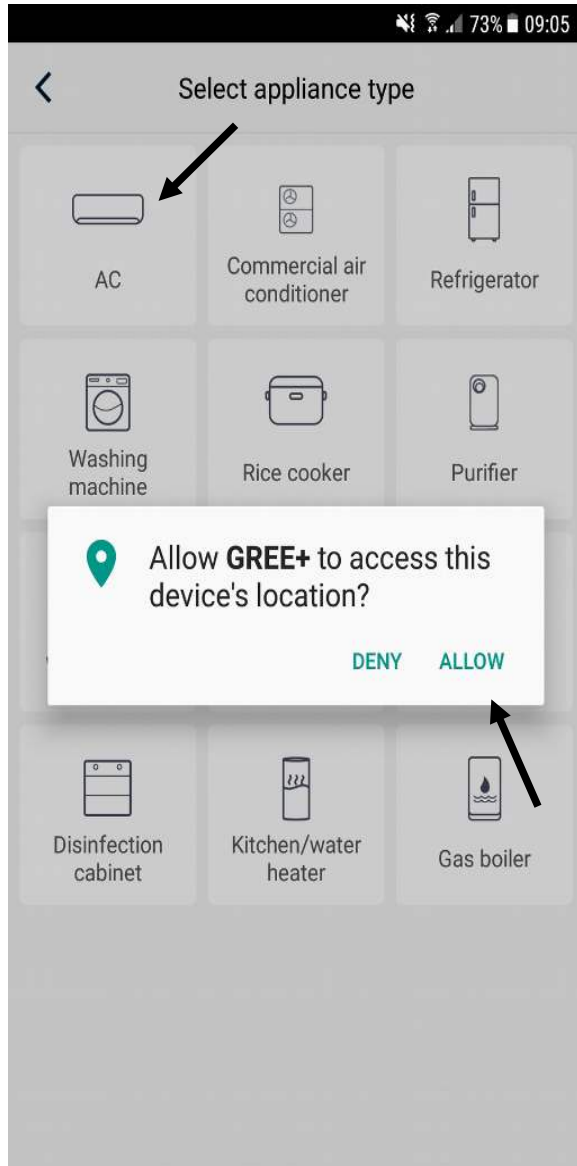 73% 09:05
Select appliance type
AC
Commercial air
conditioner
Refrigerator
Washing
machine
Rice cooker
Purifier
Allow GREE+ to access this
device's location?
DENY ALLOW
Disinfection
cabinet
Kitchen/water
heater
Gas boiler